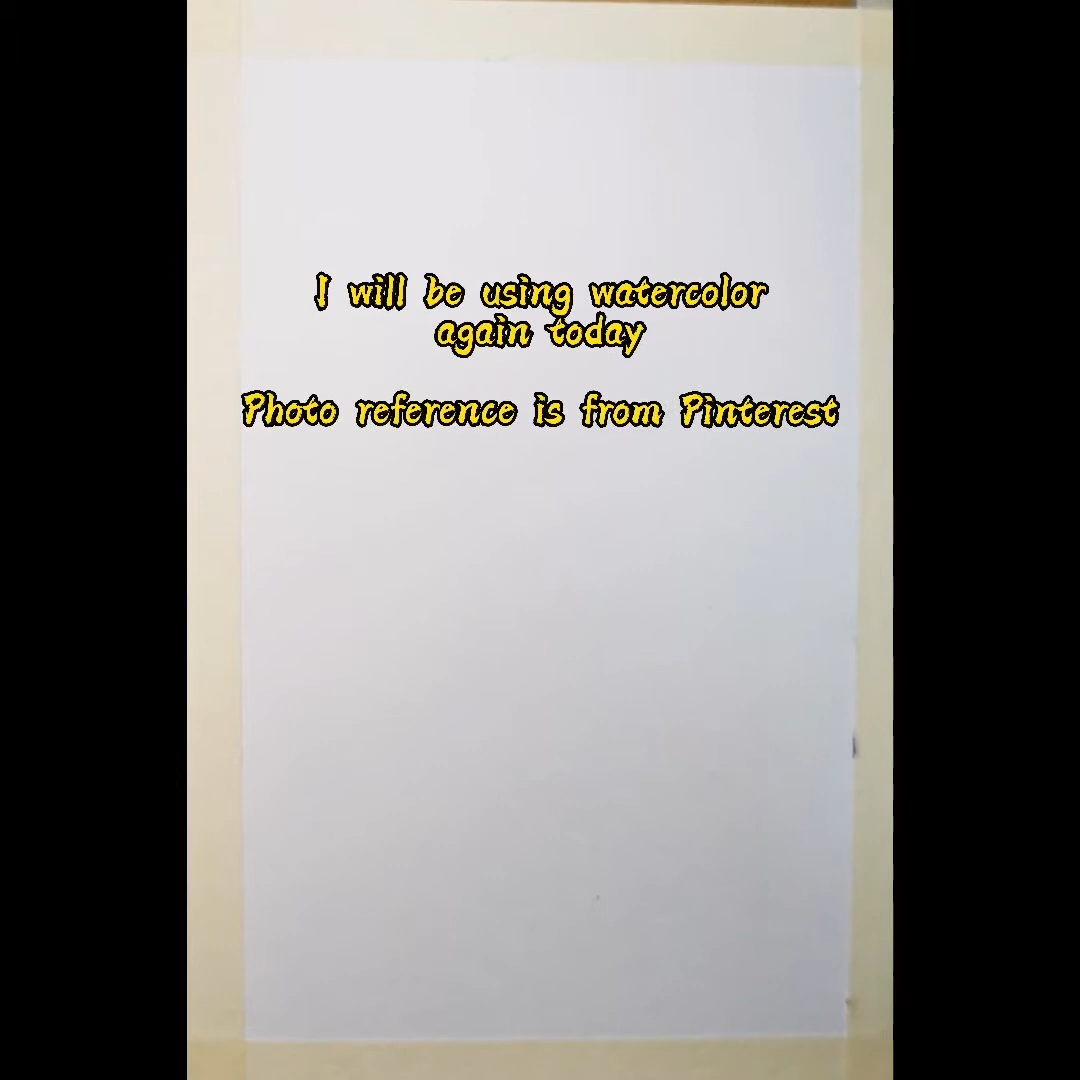 I will be using watercolor
again today
Photo reference is from Pinterest